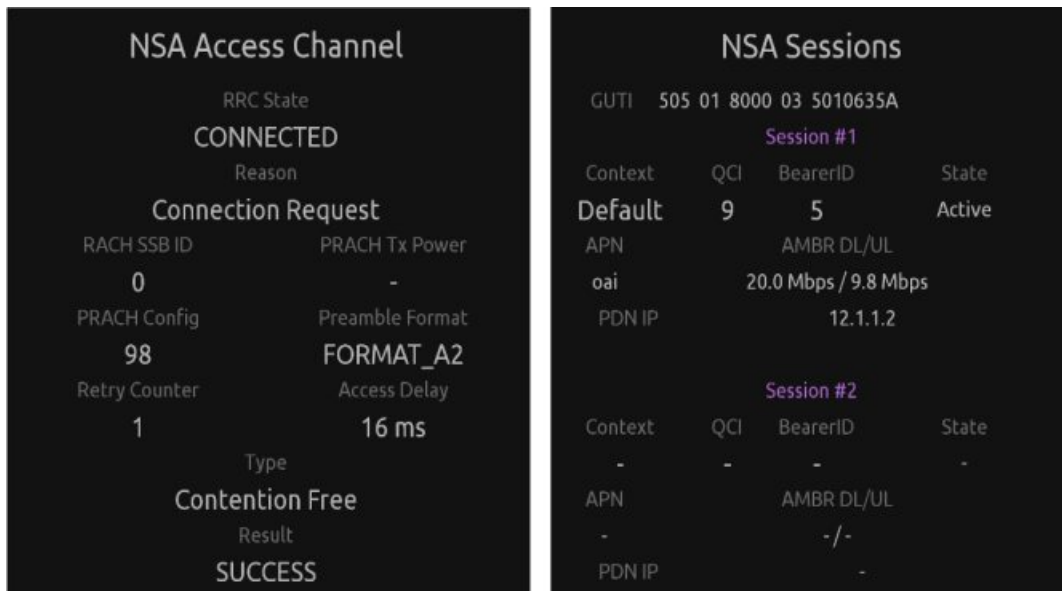 NSA Access Channel
RRC State
CONNECTED
Reason
Connection Request
RACH SSB ID PRACH Tx Power
0 -
PRACH Config Preamble Format
98 FORMAT_A2
Retry Counter Access Delay
1 16 ms
Type
Contention Free
Result
SUCCESS
NSA Sessions
GUTI 505 01 8000 03 5010635A
Session #1
Context QCI BearerID State
Default 9 5 Active
APN AMBR DL/UL
oai 20.0 Mbps / 9.8 Mbps
PDN IP 12.1.1.2
Session #2
Context QCI BearerID State
- - - -
APN AMBR DL/UL
- -/-
PDN IP -